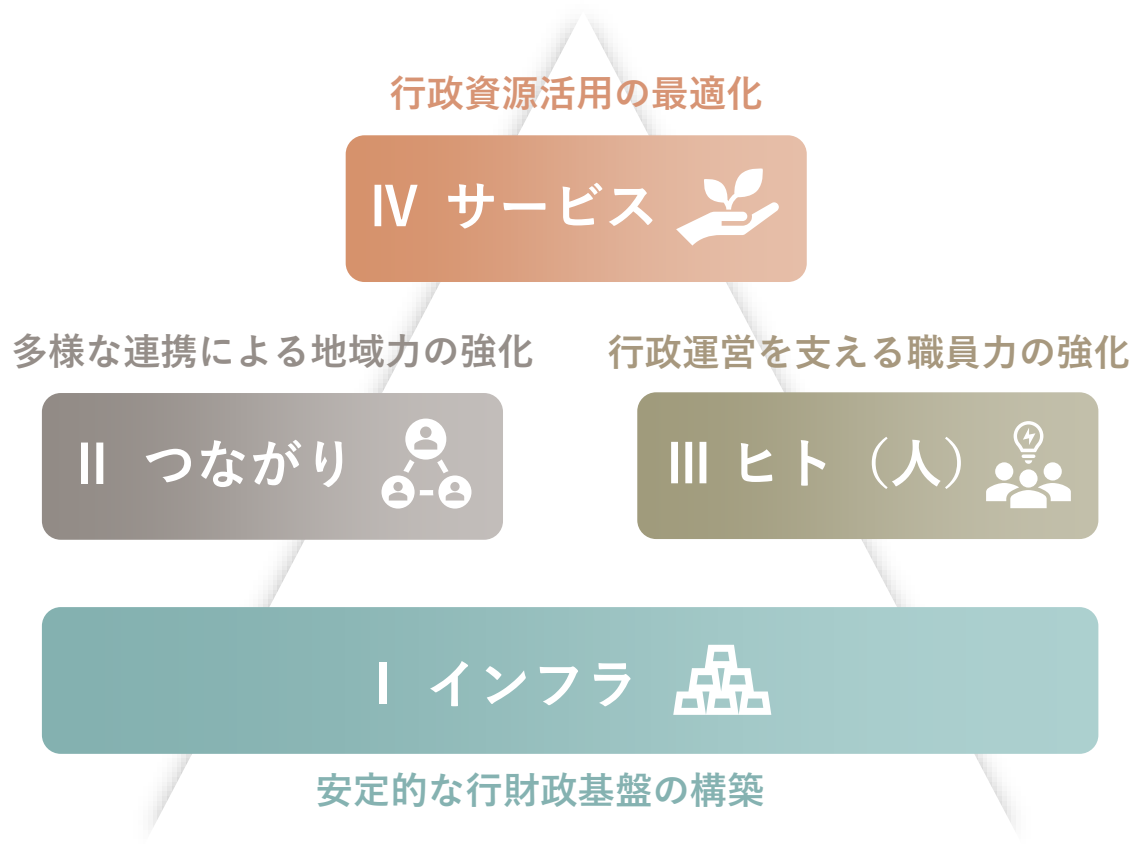 行政資源活用の最適化
Ⅳ サービス
多様な連携による地域力の強化
行政運営を支える職員力の強化
Ⅱ つながり
Ⅲ ヒト（人）
Ⅰ インフラ
安定的な行財政基盤の構築